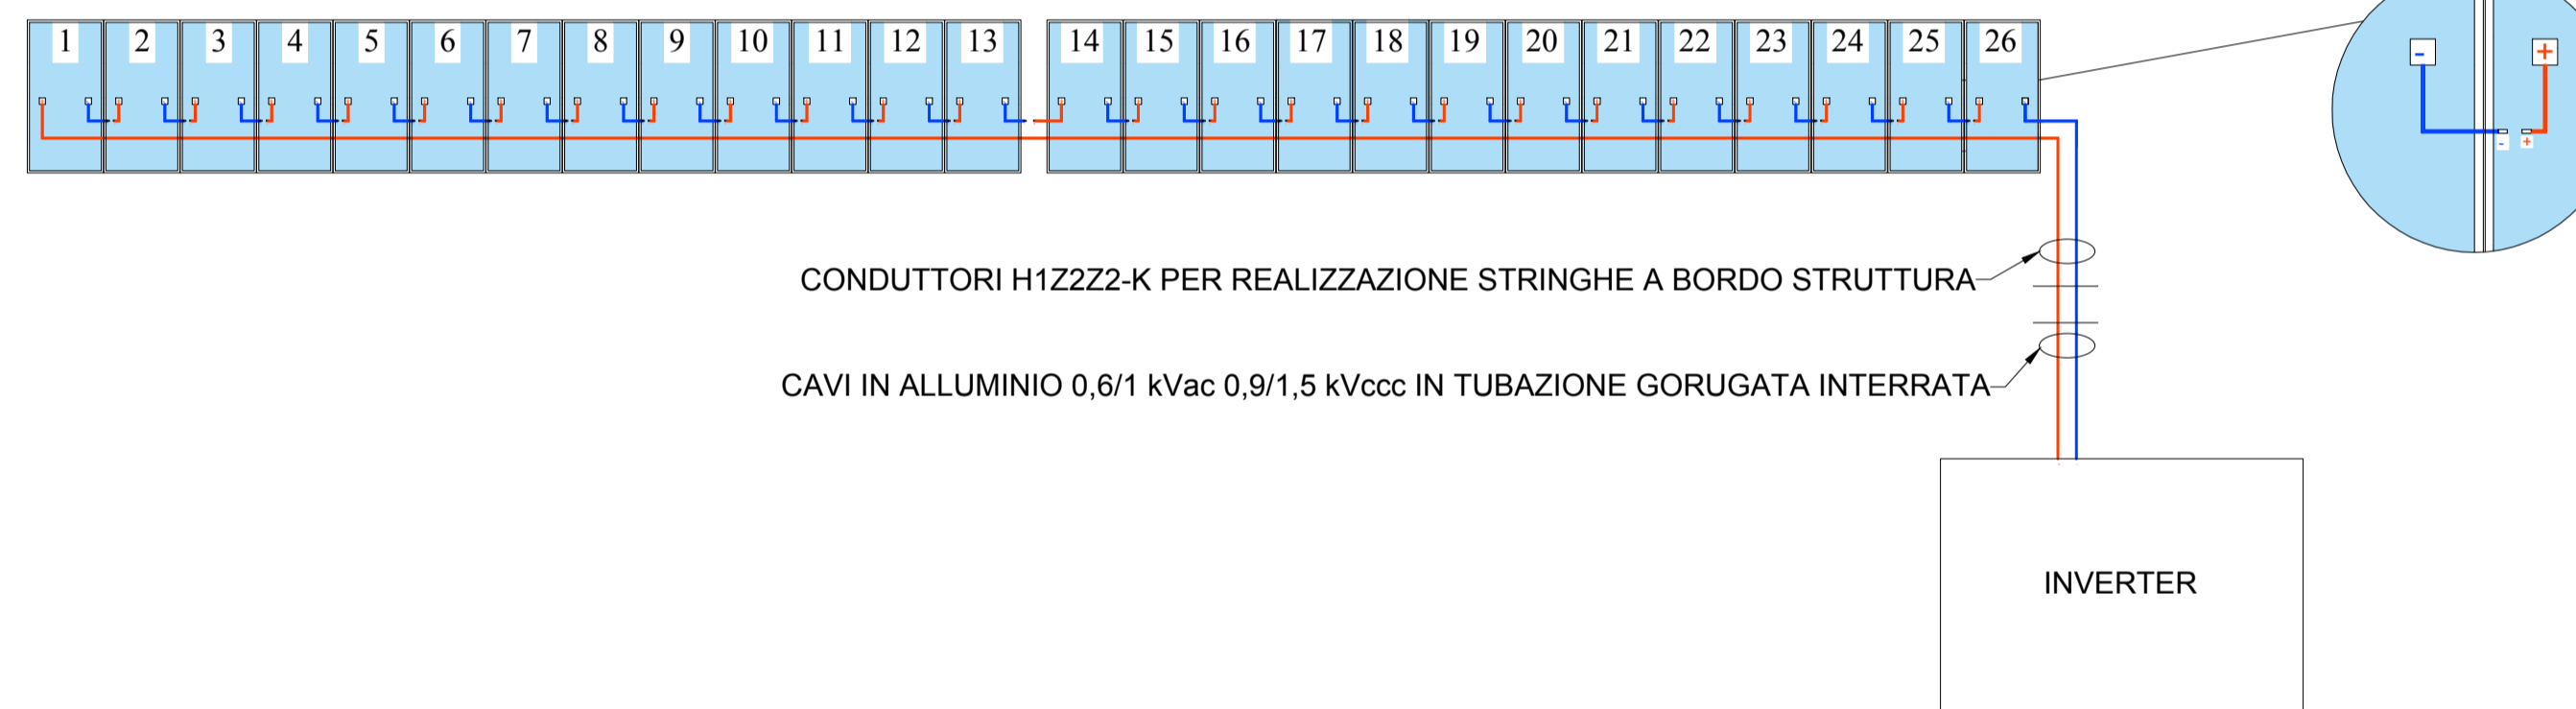 1 2 3 4 5 6 7 8 9 10 11 12 13 14 15 16 17 18 19 20 21 22 23 24 25 26
- +
- +
CONDUTTORI H1Z2Z2-K PER REALIZZAZIONE STRINGHE A BORDO STRUTTURA
CAVI IN ALLUMINIO 0,6/1 kVac 0,9/1,5 kVccc IN TUBAZIONE GORUGATA INTERRATA
INVERTER